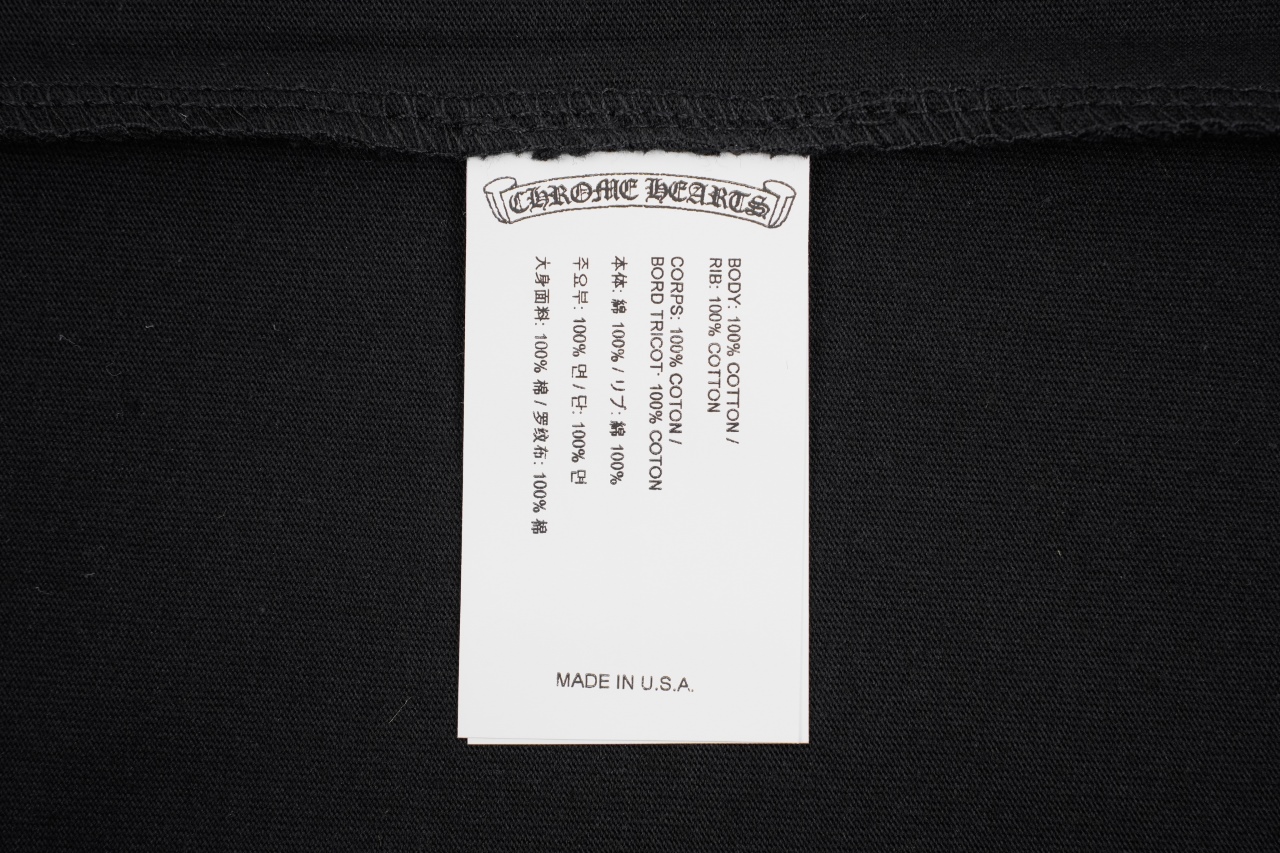 CHROME HEARTS
BODY: 100% COTTON /
RIB: 100% COTTON
CORPS: 100% COTON /
BORD TRICOT: 100% COTON
本体: 綿 100% / リブ: 綿 100%
주요부: 100% 면 / 단: 100% 면
大身面料: 100% 棉 / 罗纹布: 100% 棉
MADE IN U.S.A.